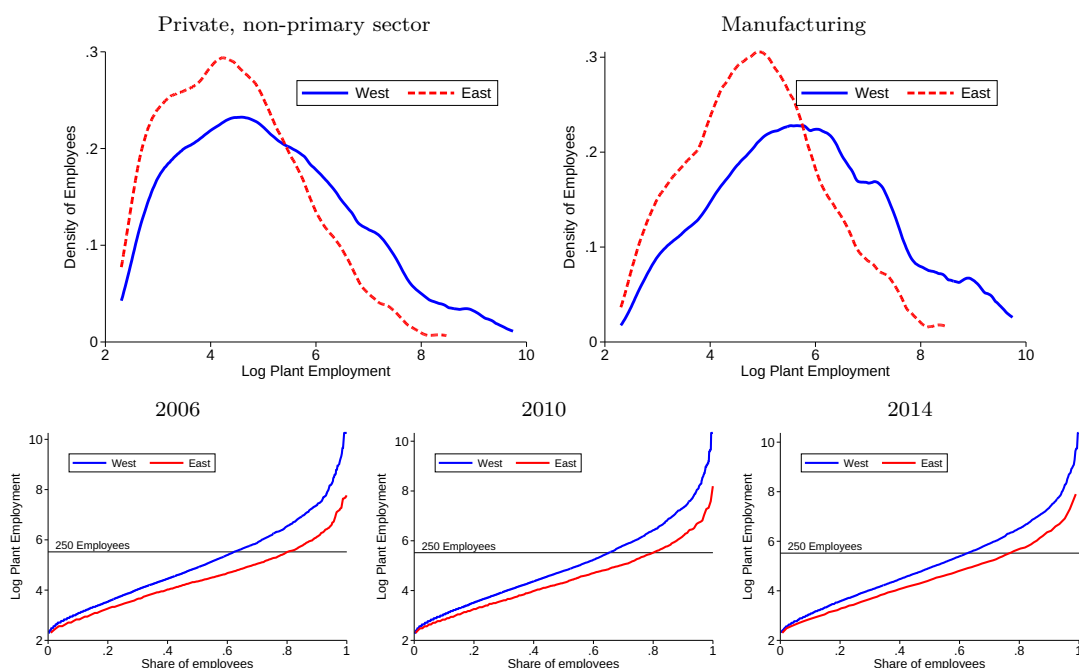 Private, non-primary sector
.3
.2
.1
0
Density of Employees
West
East
2
4
6
8
10
Log Plant Employment
Manufacturing
.3
.2
.1
0
Density of Employees
West
East
2
4
6
8
10
Log Plant Employment
2006
10
8
6
4
2
Log Plant Employment
West
East
250 Employees
0
.2
.4
.6
.8
1
Share of employees
2010
10
8
6
4
2
Log Plant Employment
West
East
250 Employees
0
.2
.4
.6
.8
1
Share of employees
2014
10
8
6
4
2
Log Plant Employment
West
East
250 Employees
0
.2
.4
.6
.8
1
Share of employees